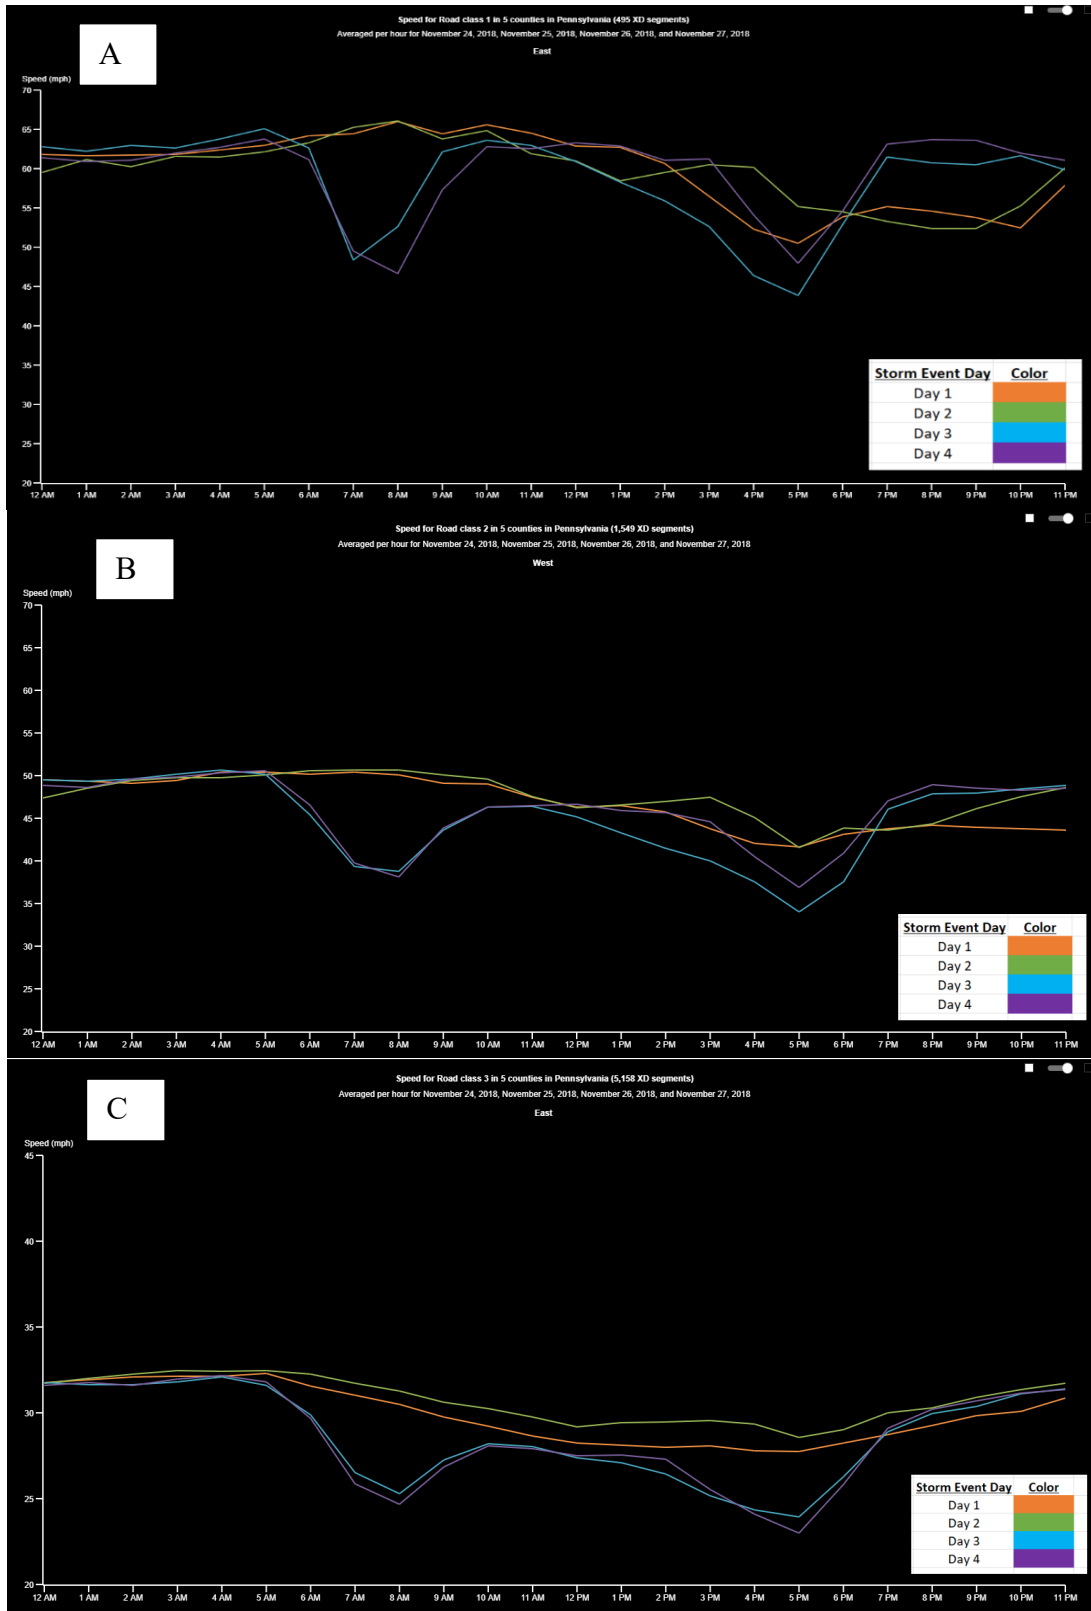 A
Speed for Road class 1 in 5 counties in Pennsylvania (495 XD segments)
Averaged per hour for November 24, 2018, November 25, 2018, November 26, 2018, and November 27, 2018
East
Speed (mph)
70
65
60
55
50
45
40
35
30
25
20
12 AM 1 AM 2 AM 3 AM 4 AM 5 AM 6 AM 7 AM 8 AM 9 AM 10 AM 11 AM 12 PM 1 PM 2 PM 3 PM 4 PM 5 PM 6 PM 7 PM 8 PM 9 PM 10 PM 11 PM
Storm Event Day Color
Day 1
Day 2
Day 3
Day 4
B
Speed for Road class 2 in 5 counties in Pennsylvania (1,549 XD segments)
Averaged per hour for November 24, 2018, November 25, 2018, November 26, 2018, and November 27, 2018
West
Speed (mph)
70
65
60
55
50
45
40
35
30
25
20
12 AM 1 AM 2 AM 3 AM 4 AM 5 AM 6 AM 7 AM 8 AM 9 AM 10 AM 11 AM 12 PM 1 PM 2 PM 3 PM 4 PM 5 PM 6 PM 7 PM 8 PM 9 PM 10 PM 11 PM
Storm Event Day Color
Day 1
Day 2
Day 3
Day 4
C
Speed for Road class 3 in 5 counties in Pennsylvania (5,158 XD segments)
Averaged per hour for November 24, 2018, November 25, 2018, November 26, 2018, and November 27, 2018
East
Speed (mph)
45
40
35
30
25
20
12 AM 1 AM 2 AM 3 AM 4 AM 5 AM 6 AM 7 AM 8 AM 9 AM 10 AM 11 AM 12 PM 1 PM 2 PM 3 PM 4 PM 5 PM 6 PM 7 PM 8 PM 9 PM 10 PM 11 PM
Storm Event Day Color
Day 1
Day 2
Day 3
Day 4